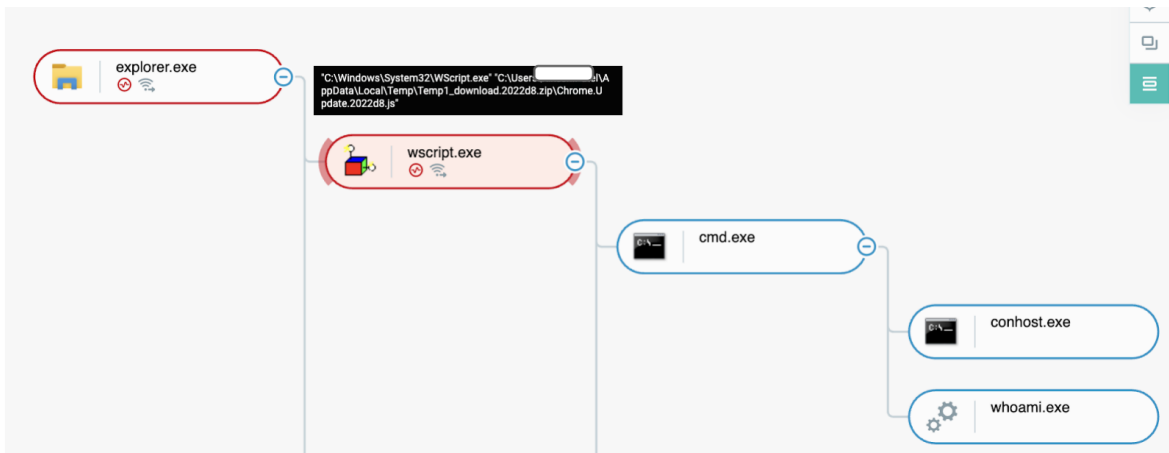 explorer.exe
"C:\Windows\System32\WScript.exe" "C:\Users el\A
ppData\Local\Temp\Temp1_download.2022d8.zip\Chrome.U
pdate.2022d8.js"
wscript.exe
cmd.exe
conhost.exe
whoami.exe